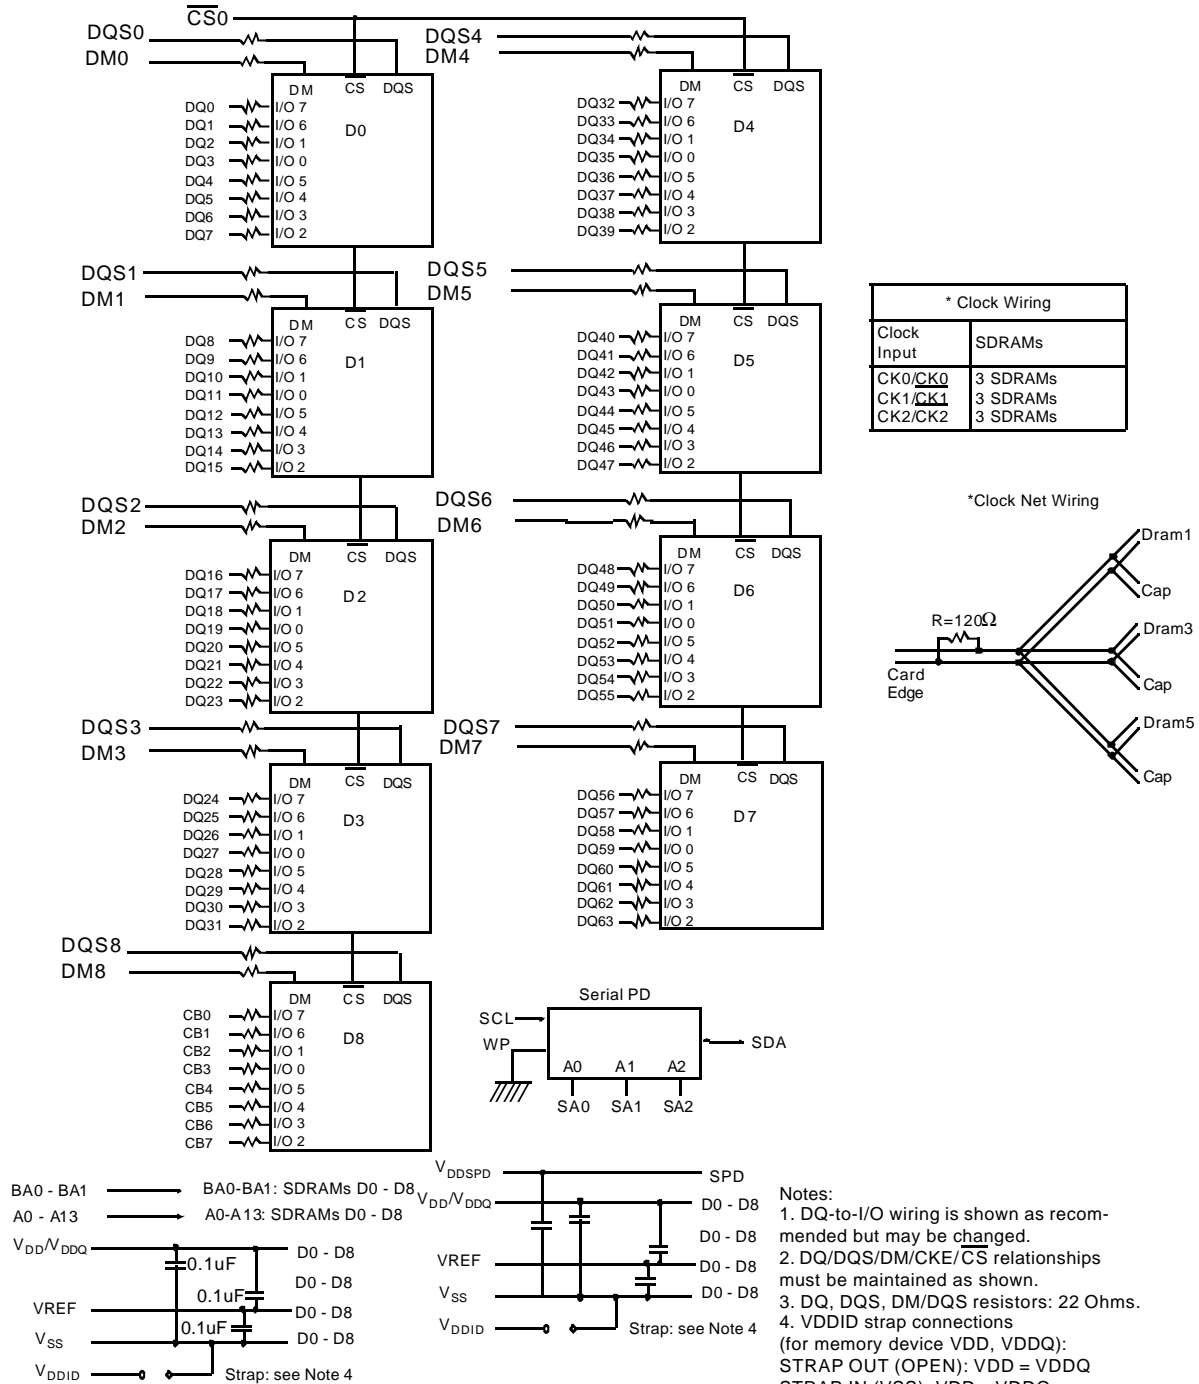 CS0
DQS0
DM0
DM CS DQS
D0
DQ0 I/O 7
DQ1 I/O 6
DQ2 I/O 1
DQ3 I/O 0
DQ4 I/O 5
DQ5 I/O 4
DQ6 I/O 3
DQ7 I/O 2
DQS1
DM1
DM CS DQS
D1
DQ8 I/O 7
DQ9 I/O 6
DQ10 I/O 1
DQ11 I/O 0
DQ12 I/O 5
DQ13 I/O 4
DQ14 I/O 3
DQ15 I/O 2
DQS2
DM2
DM CS DQS
D2
DQ16 I/O 7
DQ17 I/O 6
DQ18 I/O 1
DQ19 I/O 0
DQ20 I/O 5
DQ21 I/O 4
DQ22 I/O 3
DQ23 I/O 2
DQS3
DM3
DM CS DQS
D3
DQ24 I/O 7
DQ25 I/O 6
DQ26 I/O 1
DQ27 I/O 0
DQ28 I/O 5
DQ29 I/O 4
DQ30 I/O 3
DQ31 I/O 2
DQS8
DM8
DM CS DQS
D8
CB0 I/O 7
CB1 I/O 6
CB2 I/O 1
CB3 I/O 0
CB4 I/O 5
CB5 I/O 4
CB6 I/O 3
CB7 I/O 2
DQS4
DM4
DM CS DQS
D4
DQ32 I/O 7
DQ33 I/O 6
DQ34 I/O 1
DQ35 I/O 0
DQ36 I/O 5
DQ37 I/O 4
DQ38 I/O 3
DQ39 I/O 2
DQS5
DM5
DM CS DQS
D5
DQ40 I/O 7
DQ41 I/O 6
DQ42 I/O 1
DQ43 I/O 0
DQ44 I/O 5
DQ45 I/O 4
DQ46 I/O 3
DQ47 I/O 2
DQS6
DM6
DM CS DQS
D6
DQ48 I/O 7
DQ49 I/O 6
DQ50 I/O 1
DQ51 I/O 0
DQ52 I/O 5
DQ53 I/O 4
DQ54 I/O 3
DQ55 I/O 2
DQS7
DM7
DM CS DQS
D7
DQ56 I/O 7
DQ57 I/O 6
DQ58 I/O 1
DQ59 I/O 0
DQ60 I/O 5
DQ61 I/O 4
DQ62 I/O 3
DQ63 I/O 2
* Clock Wiring
Clock Input SDRAMs
CK0/CK0 3 SDRAMs
CK1/CK1 3 SDRAMs
CK2/CK2 3 SDRAMs
*Clock Net Wiring
Dram1
Cap
R=120Ω
Dram3
Card
Edge
Cap
Dram5
Cap
Serial PD
SCL
WP
SDA
A0 A1 A2
SA0 SA1 SA2
BA0 - BA1 BA0-BA1: SDRAMs D0 - D8
A0 - A13 A0-A13: SDRAMs D0 - D8
VDD/VDDQ D0 - D8
0.1uF
D0 - D8
0.1uF
VREF D0 - D8
0.1uF
VSS D0 - D8
VDDID Strap: see Note 4
VDDSPD SPD
VDD/VDDQ D0 - D8
D0 - D8
VREF D0 - D8
VSS D0 - D8
VDDID Strap: see Note 4
Notes:
1. DQ-to-I/O wiring is shown as recom-
mended but may be changed.
2. DQ/DQS/DM/CKE/CS relationships
must be maintained as shown.
3. DQ, DQS, DM/DQS resistors: 22 Ohms.
4. VDDID strap connections
(for memory device VDD, VDDQ):
STRAP OUT (OPEN): VDD = VDDQ